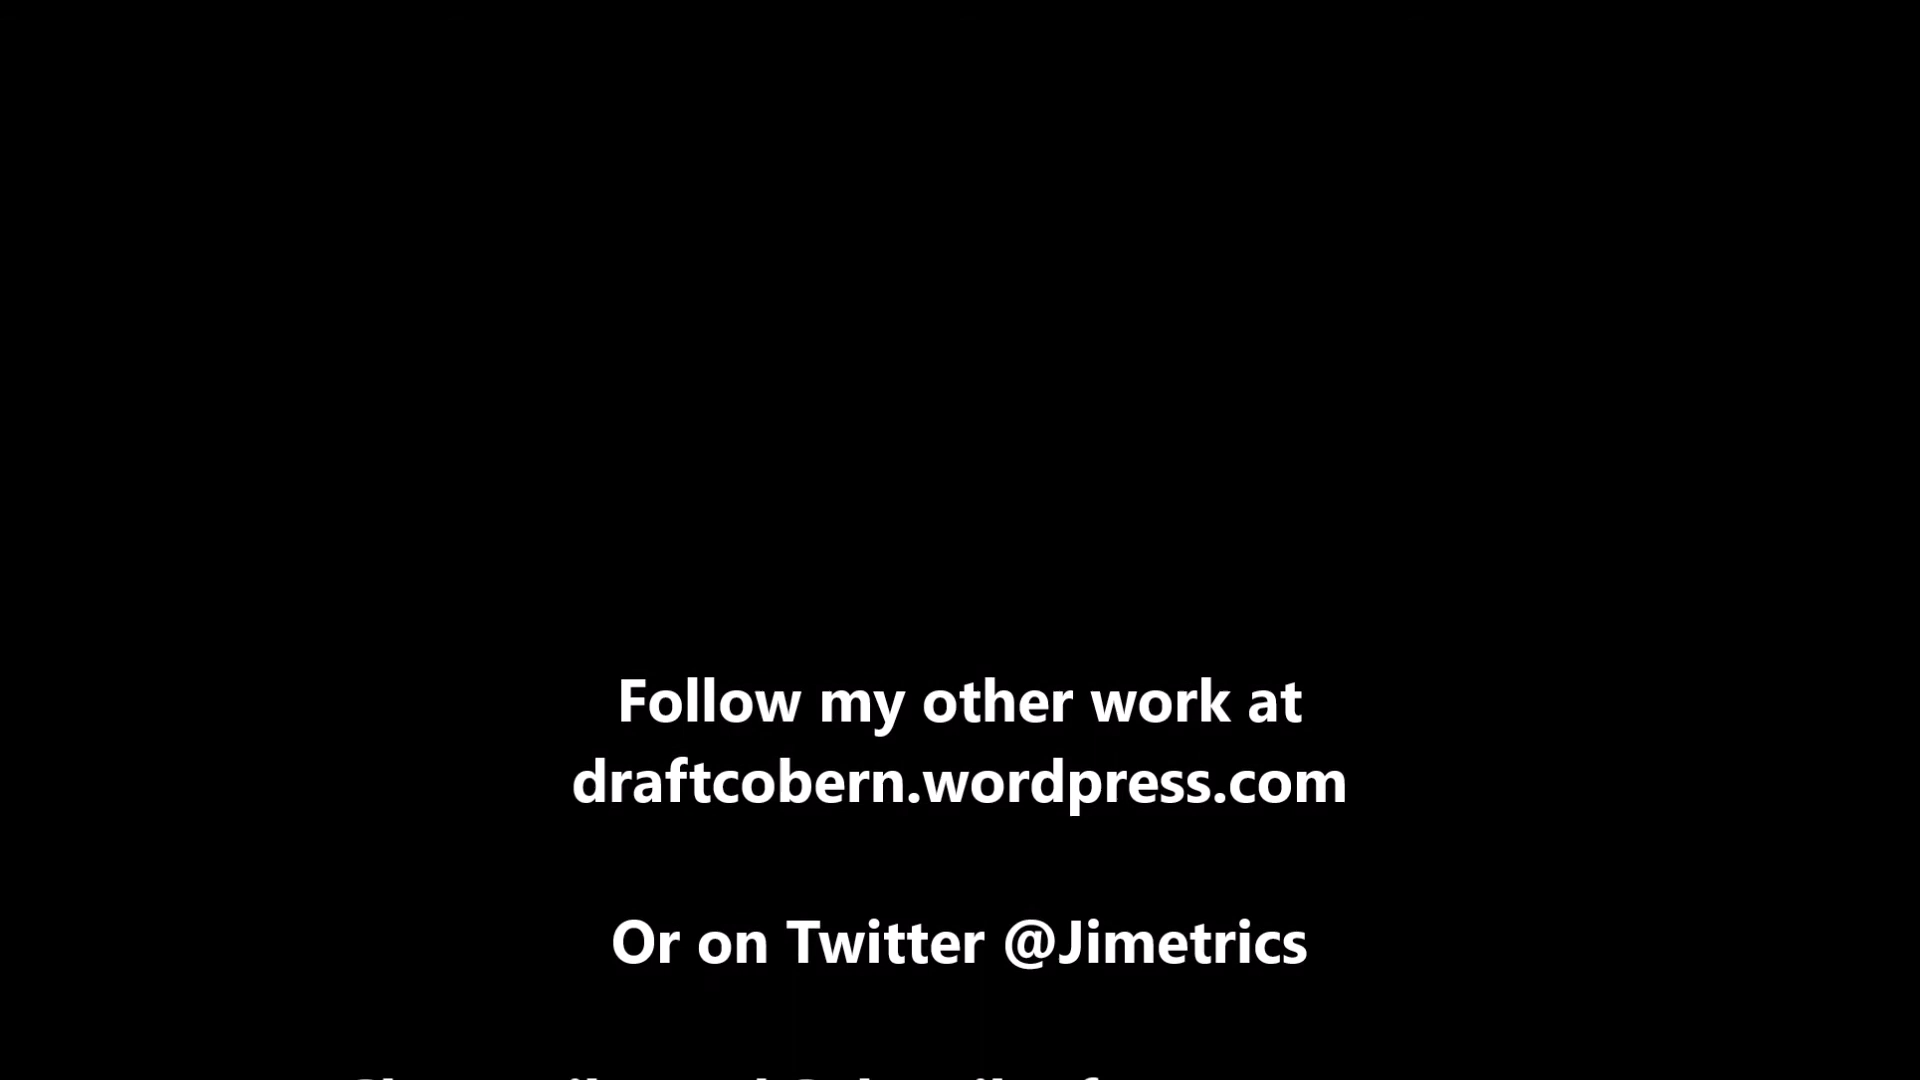 Follow my other work at
draftcobern.wordpress.com
Or on Twitter @Jimetrics